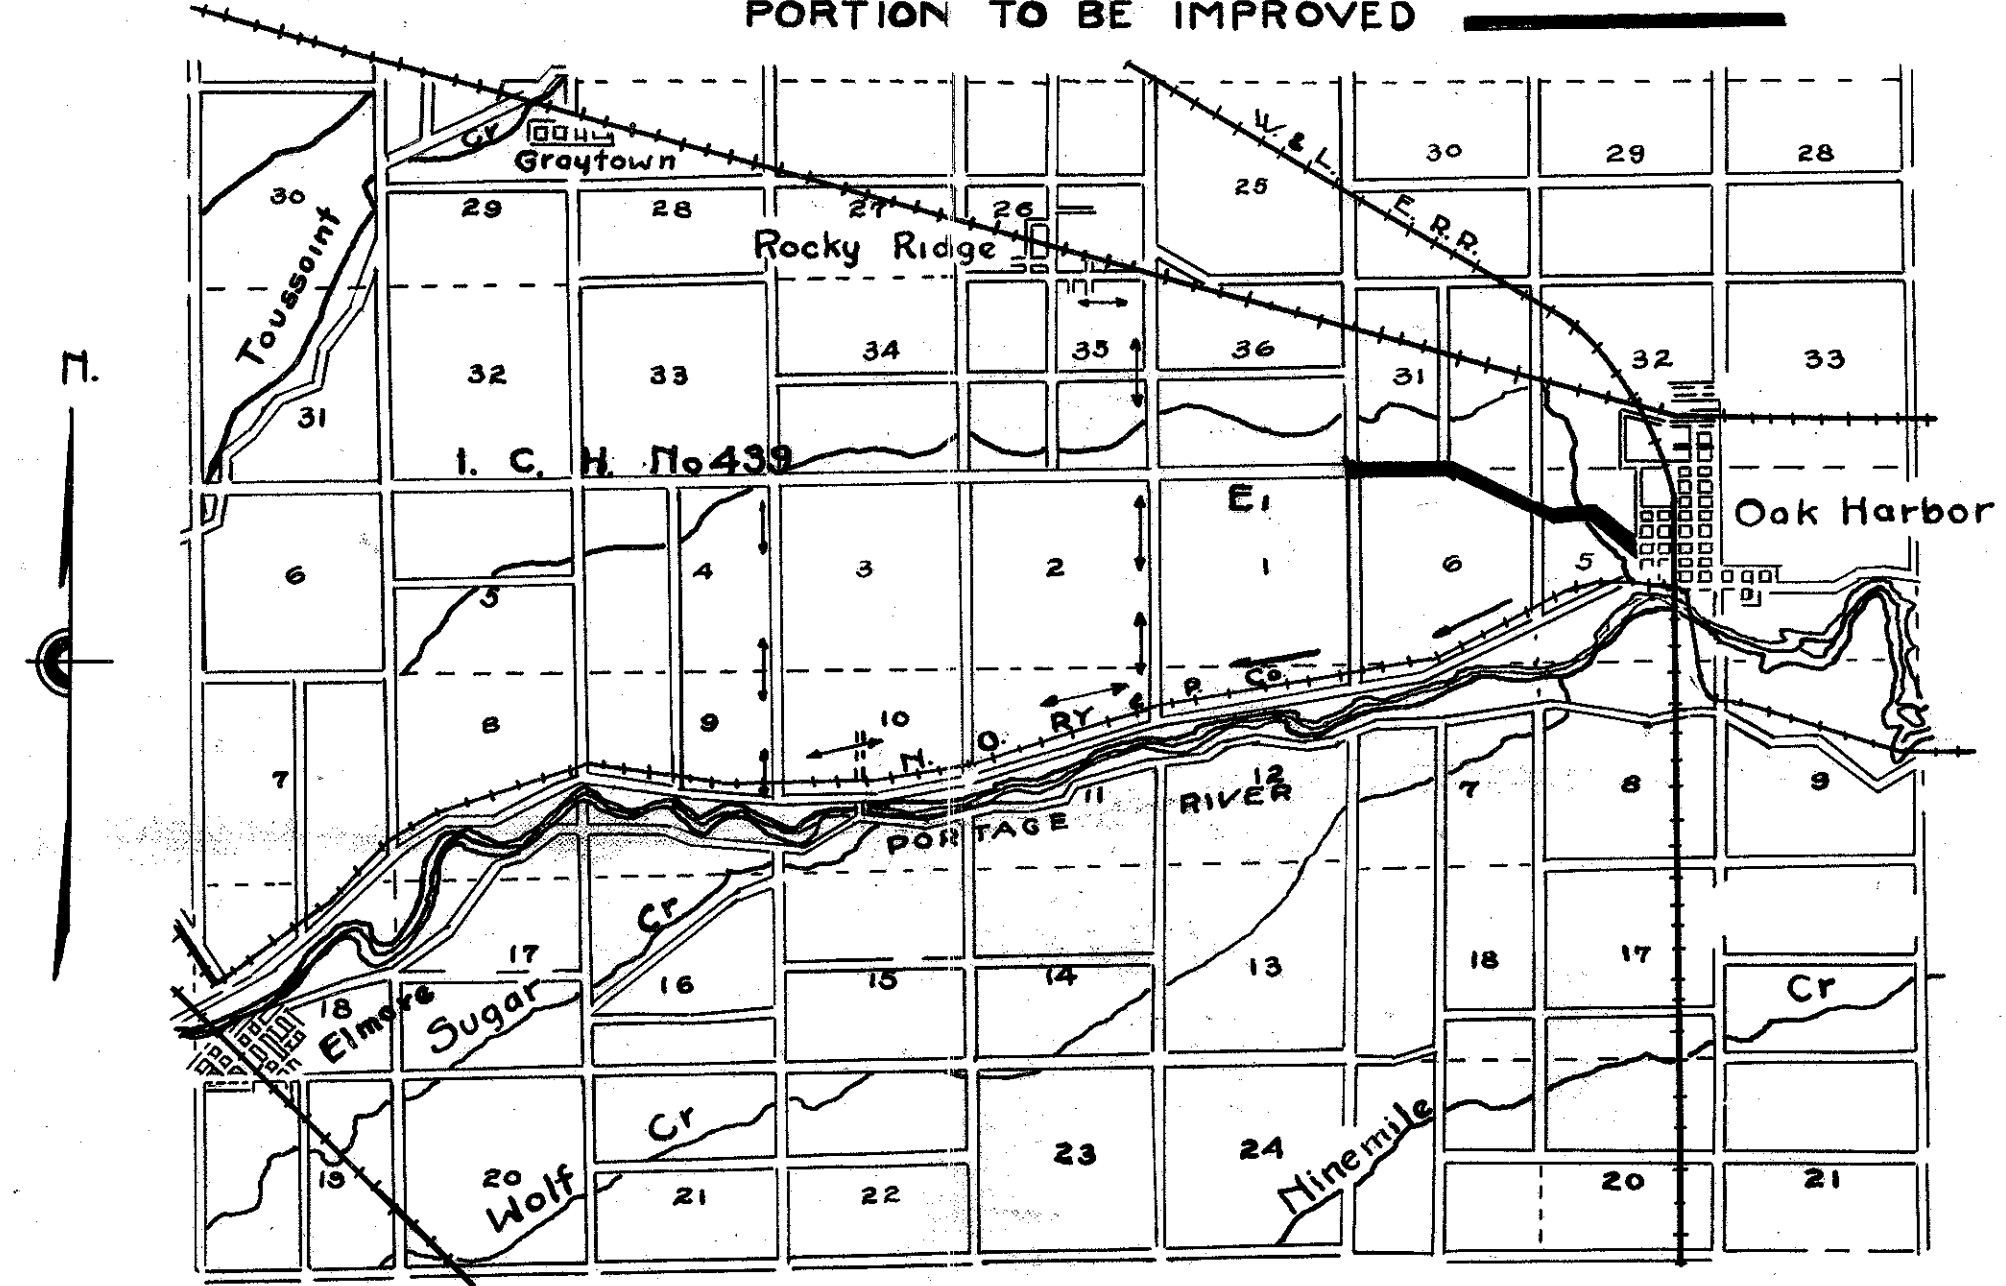 PORTION TO BE IMPROVED
W. & L. E. R.R.
Cr
Graytown
30 29 28
25
30 29 28 27 26
Toussaint
Rocky Ridge
N.
34 35 36 31 32 33
32 33
31
I. C. H. No 439
E1
Oak Harbor
6 5 4 3 2 1 6 5
7 8 9 10
N. O. RY & P. Co.
11 12 7 8 9
PORTAGE RIVER
Cr
17 16 15 14 13 18 17
18
Elmore
Sugar
Cr
Cr
Wolf
Ninemile
19 20 21 22 23 24 20 21